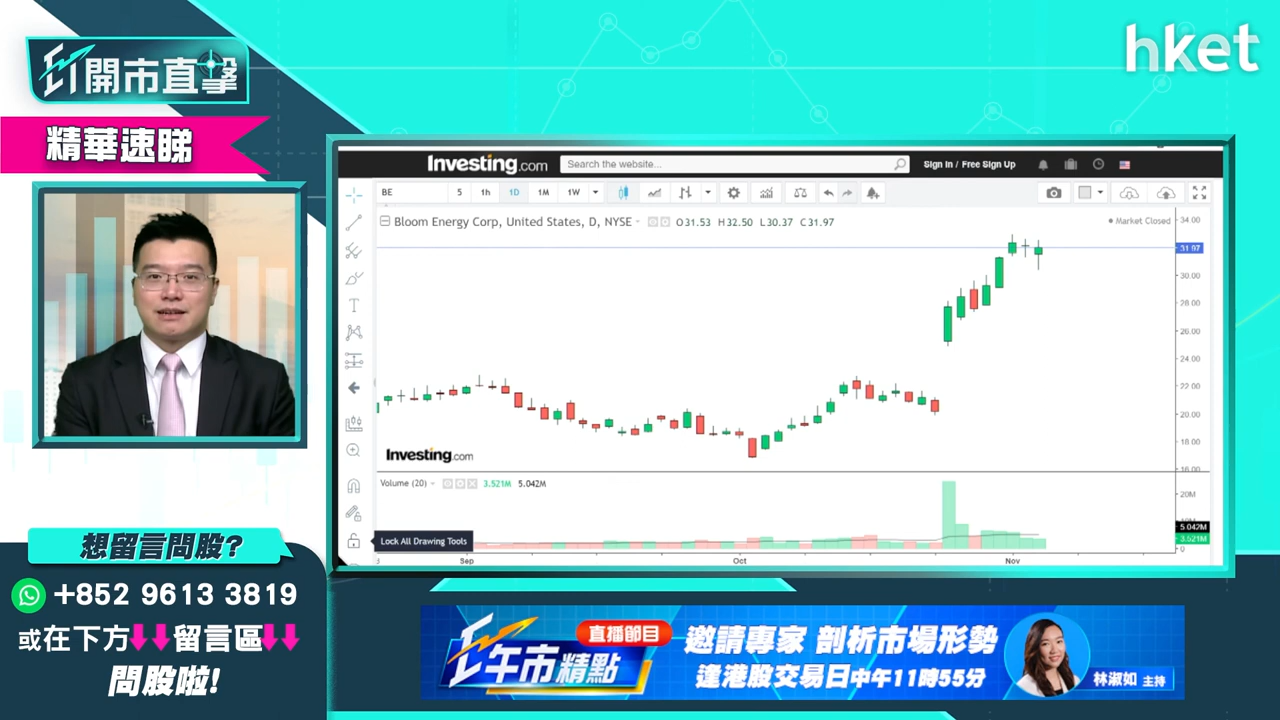 hket
ET開市直擊
精華速睇
Investing.com
Search the website...
Sign In / Free Sign Up
BE
5
1h
1D
1M
1W
Bloom Energy Corp, United States, D, NYSE
O31.53 H32.50 L30.37 C31.97
Market Closed
34.00
31.97
30.00
28.00
26.00
24.00
22.00
20.00
18.00
16.00
Investing.com
Volume (20)
3.521M 5.042M
20M
5.042M
3.521M
0
Lock All Drawing Tools
Sep
Oct
Nov
想留言問股?
+852 9613 3819
或在下方留言區
問股啦!
ET午市精點
直播節目
邀請專家 剖析市場形勢
逢港股交易日中午11時55分
林淑如 主持